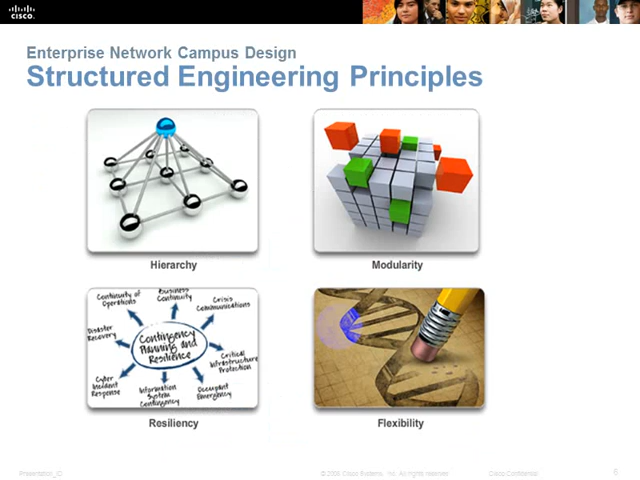 CISCO.
Enterprise Network Campus Design
Structured Engineering Principles
Hierarchy
Modularity
Continuity of
Operations
Business
Continuity
Crisis
Communications
Disaster
Recovery
Contingency
Planning and
Resilience
Critical
Infrastructure
Protection
Cyber
Incident
Response
Information
System
Contingency
Occupant
Emergency
Resiliency
Flexibility
Presentation_ID
© 2008 Cisco Systems, Inc. All rights reserved.
Cisco Confidential
6